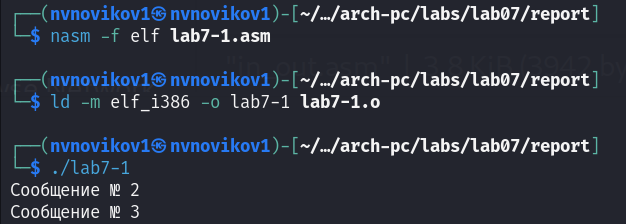 ┌──(nvnovikov1㉿nvnovikov1)-[~/…/arch-pc/labs/lab07/report]
└─$ nasm -f elf lab7-1.asm
┌──(nvnovikov1㉿nvnovikov1)-[~/…/arch-pc/labs/lab07/report]
└─$ ld -m elf_i386 -o lab7-1 lab7-1.o
┌──(nvnovikov1㉿nvnovikov1)-[~/…/arch-pc/labs/lab07/report]
└─$ ./lab7-1
Сообщение № 2
Сообщение № 3